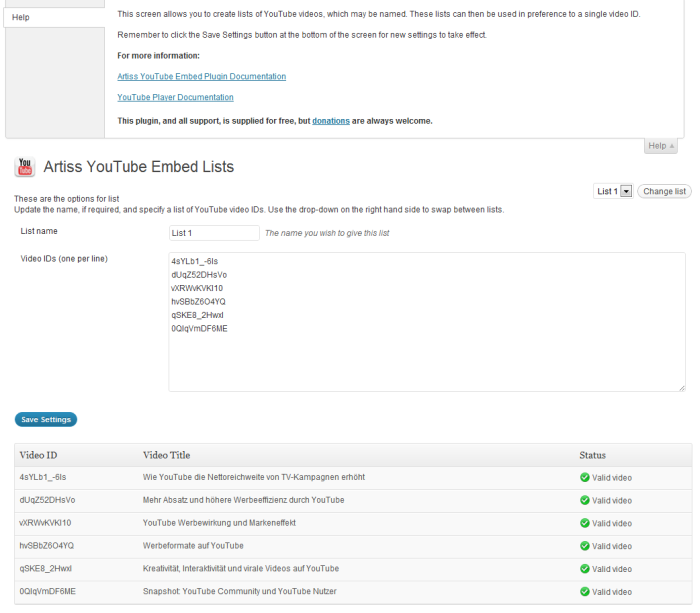 Help
This screen allows you to create lists of YouTube videos, which may be named. These lists can then be used in preference to a single video ID.
Remember to click the Save Settings button at the bottom of the screen for new settings to take effect.
For more information:
Artiss YouTube Embed Plugin Documentation
YouTube Player Documentation
This plugin, and all support, is supplied for free, but donations are always welcome.
Help
You Tube
Artiss YouTube Embed Lists
List 1 Change list
These are the options for list
Update the name, if required, and specify a list of YouTube video IDs. Use the drop-down on the right hand side to swap between lists.
List name List 1 The name you wish to give this list
Video IDs (one per line)
4sYLb1_-6Is
dUqZ52DHsVo
vXRWvKVKI10
hvSBbZ6O4YQ
qSKE8_2HwxI
0QIqVmDF6ME
Save Settings
Video ID Video Title Status
4sYLb1_-6Is Wie YouTube die Nettoreichweite von TV-Kampagnen erhöht Valid video
dUqZ52DHsVo Mehr Absatz und höhere Werbeeffizienz durch YouTube Valid video
vXRWvKVKI10 YouTube Werbewirkung und Markeneffekt Valid video
hvSBbZ6O4YQ Werbeformate auf YouTube Valid video
qSKE8_2HwxI Kreativität, Interaktivität und virale Videos auf YouTube Valid video
0QIqVmDF6ME Snapshot: YouTube Community und YouTube Nutzer Valid video